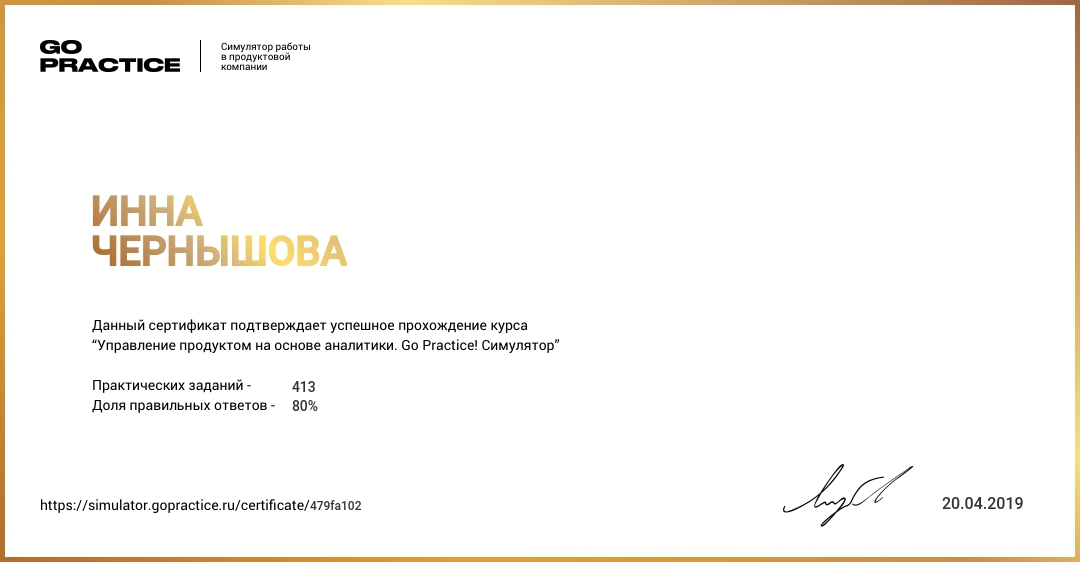 GO
PRACTICE
Симулятор работы
в продуктовой
компании
ИННА
ЧЕРНЫШОВА
Данный сертификат подтверждает успешное прохождение курса
“Управление продуктом на основе аналитики. Go Practice! Симулятор”
Практических заданий - 413
Доля правильных ответов - 80%
https://simulator.gopractice.ru/certificate/479fa102
20.04.2019